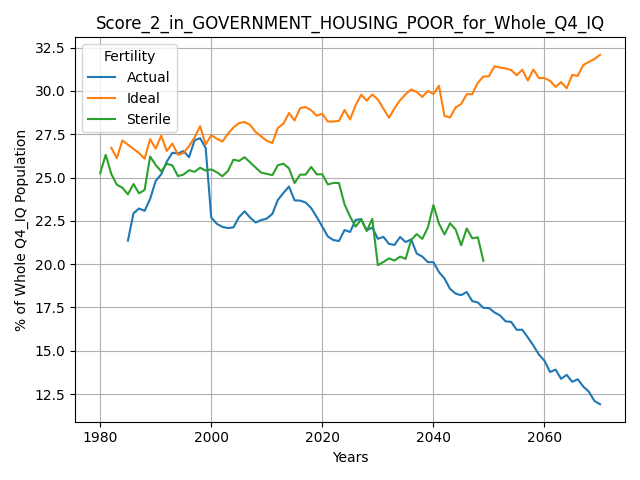 Score_2_in_GOVERNMENT_HOUSING_POOR_for_Whole_Q4_IQ
Fertility
Actual
Ideal
Sterile
% of Whole Q4_IQ Population
32.5
30.0
27.5
25.0
22.5
20.0
17.5
15.0
12.5
1980
2000
2020
2040
2060
Years